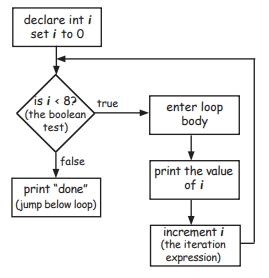 declare int i
set i to 0
is i < 8?
(the boolean
test)
true
enter loop
body
false
print "done"
(jump below loop)
print the value
of i
increment i
(the iteration
expression)